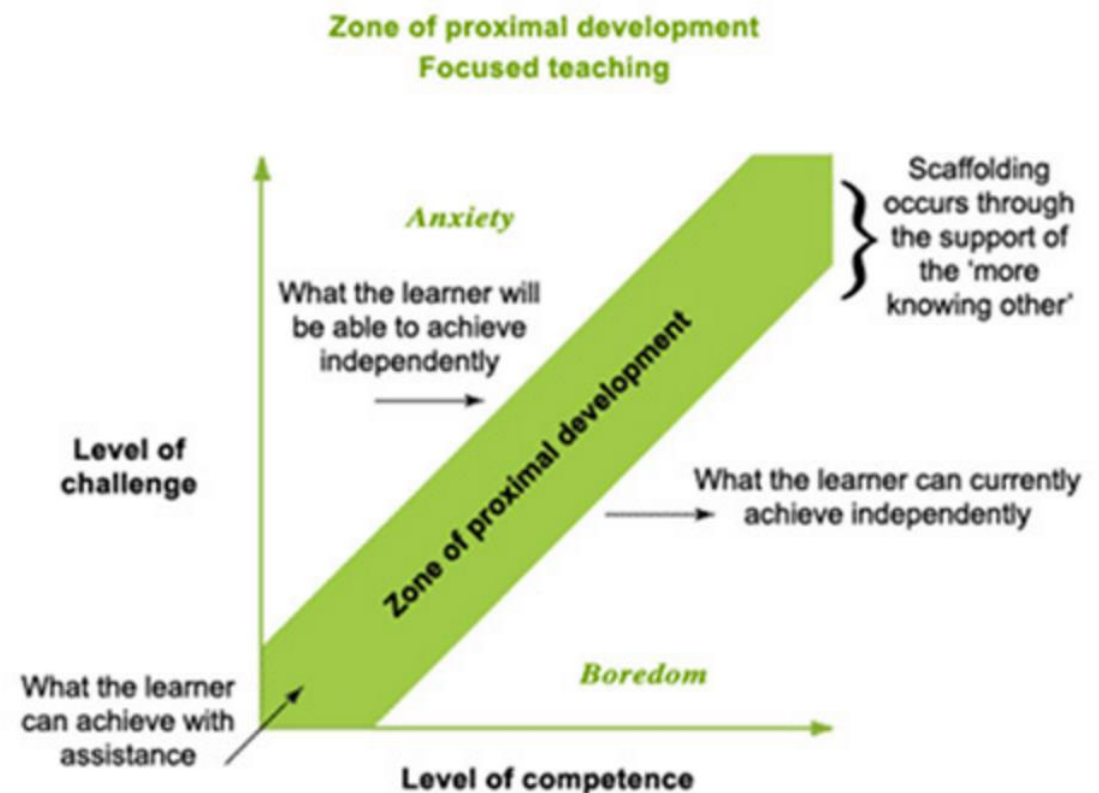 Zone of proximal development
Focused teaching
Anxiety
What the learner will
be able to achieve
independently
Scaffolding
occurs through
the support of
the 'more
knowing other'
Level of
challenge
Zone of proximal development
What the learner can currently
achieve independently
Boredom
What the learner
can achieve with
assistance
Level of competence